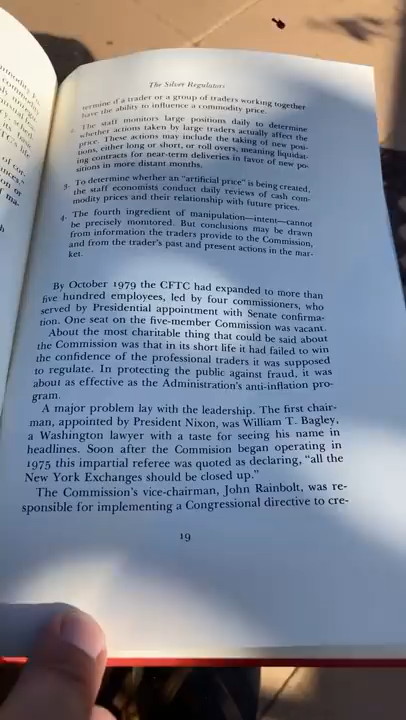 The Silver Regulators
termine if a trader or a group of traders working together
have the ability to influence a commodity price.
2. The staff monitors large positions daily to determine
whether actions taken by large traders actually affect the
price. These actions may include the taking of new posi-
tions, either long or short, or roll overs, meaning liquidat-
ing contracts for near-term deliveries in favor of new po-
sitions in more distant months.
3. To determine whether an "artificial price" is being created,
the staff economists conduct daily reviews of cash com-
modity prices and their relationship with future prices.
4. The fourth ingredient of manipulation—intent—cannot
be precisely monitored. But conclusions may be drawn
from information the traders provide to the Commission,
and from the trader's past and present actions in the mar-
ket.
By October 1979 the CFTC had expanded to more than
five hundred employees, led by four commissioners, who
served by Presidential appointment with Senate confirma-
tion. One seat on the five-member Commission was vacant.
About the most charitable thing that could be said about
the Commission was that in its short life it had failed to win
the confidence of the professional traders it was supposed
to regulate. In protecting the public against fraud, it was
about as effective as the Administration's anti-inflation pro-
gram.
A major problem lay with the leadership. The first chair-
man, appointed by President Nixon, was William T. Bagley,
a Washington lawyer with a taste for seeing his name in
headlines. Soon after the Commision began operating in
1975 this impartial referee was quoted as declaring, "all the
New York Exchanges should be closed up."
The Commission's vice-chairman, John Rainbolt, was re-
sponsible for implementing a Congressional directive to cre-
19